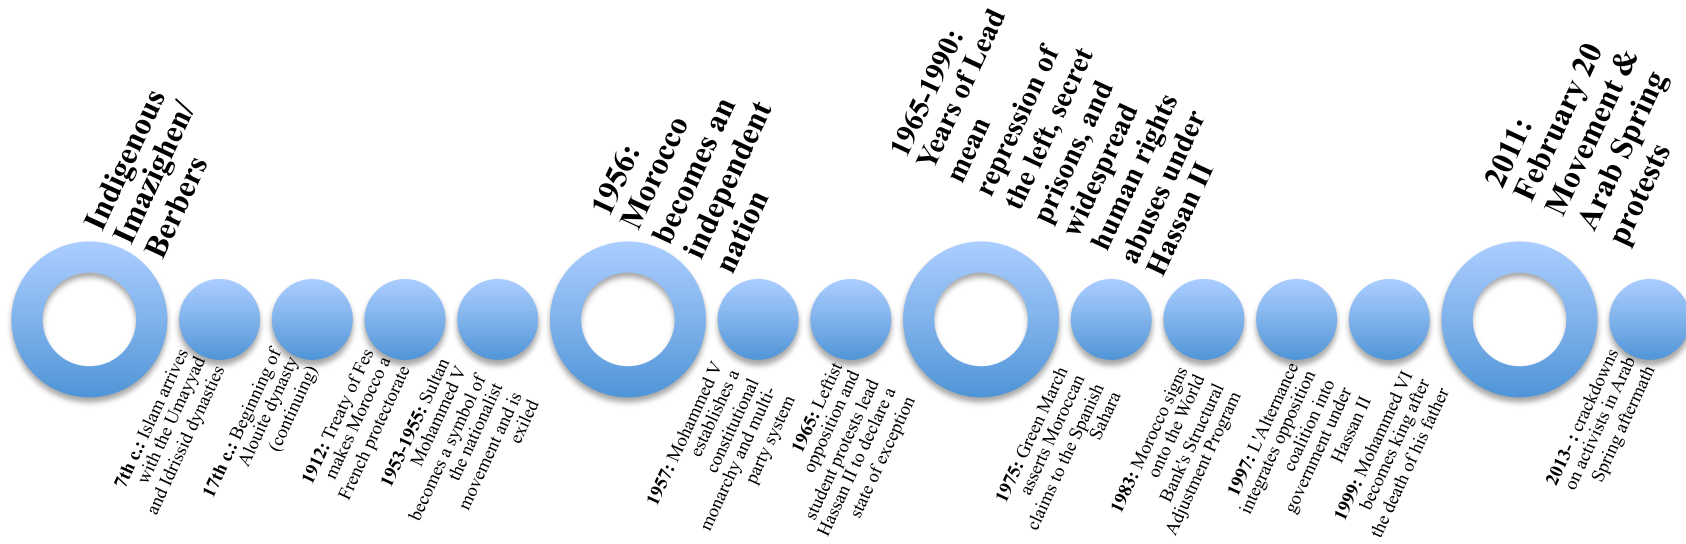 Indigenous
Imazighen/
Berbers
7th c.: Islam arrives
with the Umayyad
and Idrissid dynasties
17th c.: Beginning of
Alouite dynasty
(continuing)
1912: Treaty of Fes
makes Morocco a
French protectorate
1953-1955: Sultan
Mohammed V
becomes a symbol of
the nationalist
movement and is
exiled
1956:
Morocco
becomes an
independent
nation
1957: Mohammed V
establishes a
constitutional
monarchy and multi-
party system
1965: Leftist
opposition and
student protests lead
Hassan II to declare a
state of exception
1965-1990:
Years of Lead
mean
repression of
the left, secret
prisons, and
widespread
human rights
abuses under
Hassan II
1975: Green March
asserts Moroccan
claims to the Spanish
Sahara
1983: Morocco signs
onto the World
Bank's Structural
Adjustment Program
1997: L'Alternance
integrates opposition
coalition into
government under
Hassan II
1999: Mohammed VI
becomes king after
the death of his father
2011:
February 20
Movement &
Arab Spring
protests
2013- : crackdowns
on activists in Arab
Spring aftermath